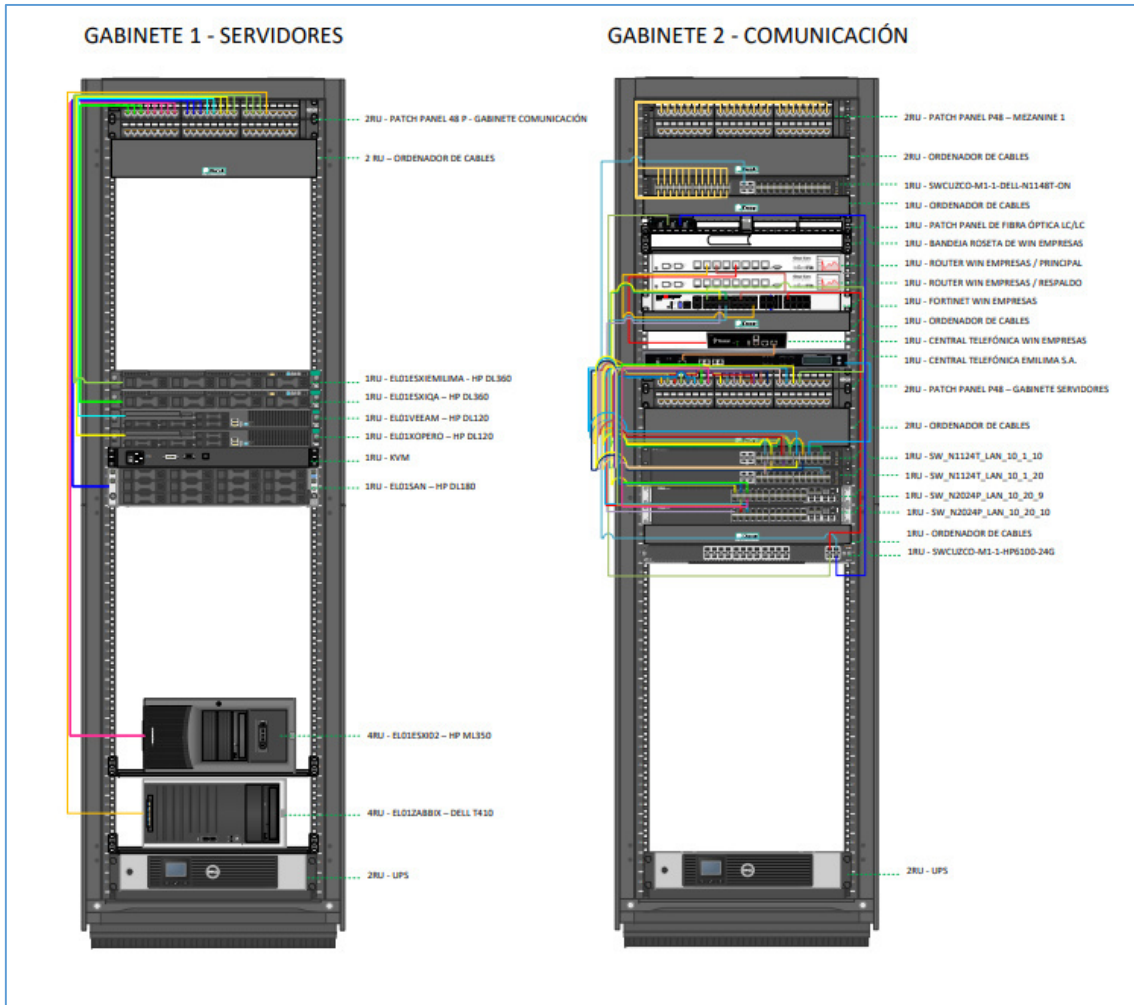 GABINETE 1 - SERVIDORES
2RU - PATCH PANEL 48 P - GABINETE COMUNICACIÓN
2 RU – ORDENADOR DE CABLES
1RU - EL01ESXIEMILIMA - HP DL360
1RU - EL01ESXIQA – HP DL360
1RU - EL01VEEAM – HP DL120
1RU - EL01XOPERO – HP DL120
1RU - KVM
1RU - EL01SAN – HP DL180
4RU - EL01ESXI02 – HP ML350
4RU - EL01ZABBIX – DELL T410
2RU - UPS
GABINETE 2 - COMUNICACIÓN
2RU - PATCH PANEL P48 – MEZANINE 1
2RU - ORDENADOR DE CABLES
1RU - SWCUZCO-M1-1-DELL-N1148T-ON
1RU - ORDENADOR DE CABLES
1RU - PATCH PANEL DE FIBRA ÓPTICA LC/LC
1RU - BANDEJA ROSETA DE WIN EMPRESAS
1RU - ROUTER WIN EMPRESAS / PRINCIPAL
1RU - ROUTER WIN EMPRESAS / RESPALDO
1RU - FORTINET WIN EMPRESAS
1RU - ORDENADOR DE CABLES
1RU - CENTRAL TELEFÓNICA WIN EMPRESAS
1RU - CENTRAL TELEFÓNICA EMILIMA S.A.
2RU - PATCH PANEL P48 – GABINETE SERVIDORES
2RU - ORDENADOR DE CABLES
1RU - SW_N1124T_LAN_10_1_10
1RU - SW_N1124T_LAN_10_1_20
1RU - SW_N2024P_LAN_10_20_9
1RU - SW_N2024P_LAN_10_20_10
1RU - ORDENADOR DE CABLES
1RU - SWCUZCO-M1-1-HP6100-24G
2RU - UPS